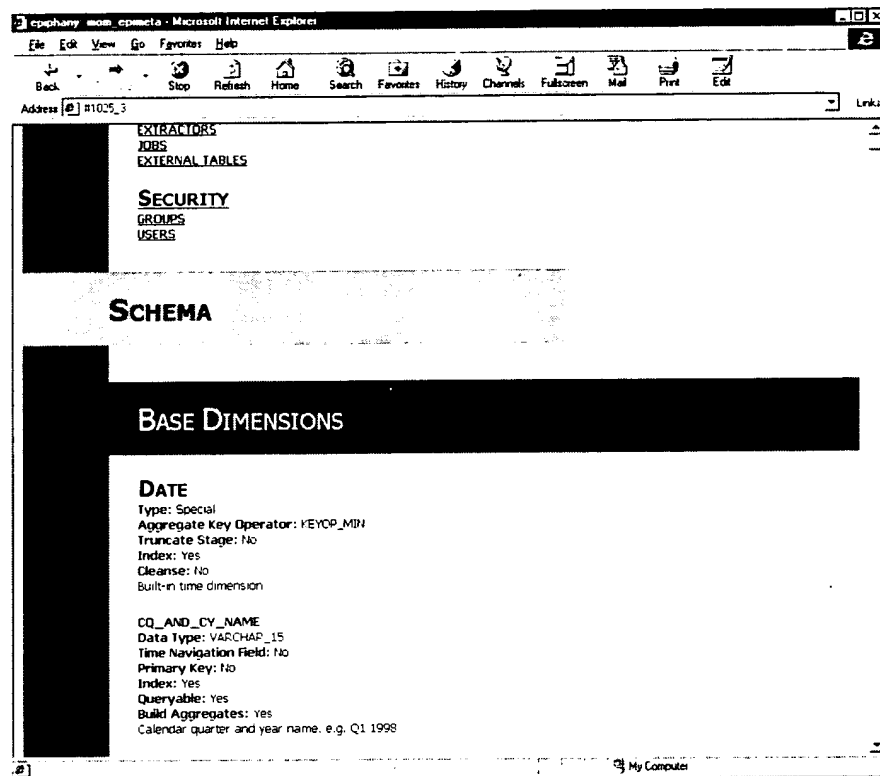 epiphany mom_epimeta - Microsoft Internet Explorer
File Edit View Go Favorites Help
Back Stop Refresh Home Search Favorites History Channels Fullscreen Mail Print Edit
Address #1025_3 Links
EXTRACTORS
JOBS
EXTERNAL TABLES
SECURITY
GROUPS
USERS
SCHEMA
BASE DIMENSIONS
DATE
Type: Special
Aggregate Key Operator: KEYOP_MIN
Truncate Stage: No
Index: Yes
Cleanse: No
Built-in time dimension
CQ_AND_CY_NAME
Data Type: VARCHAR_15
Time Navigation Field: No
Primary Key: No
Index: Yes
Queryable: Yes
Build Aggregates: Yes
Calendar quarter and year name. e.g. Q1 1998
My Computer